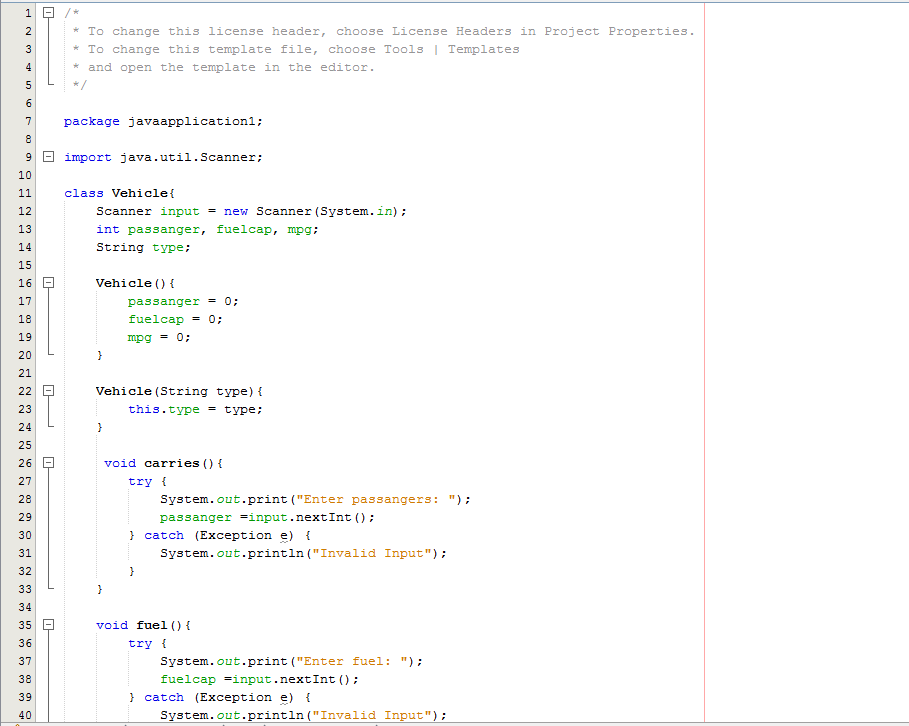 1 /*
2 * To change this license header, choose License Headers in Project Properties.
3 * To change this template file, choose Tools | Templates
4 * and open the template in the editor.
5 */
6
7 package javaapplication1;
8
9 import java.util.Scanner;
10
11 class Vehicle{
12 Scanner input = new Scanner(System.in);
13 int passanger, fuelcap, mpg;
14 String type;
15
16 Vehicle(){
17 passanger = 0;
18 fuelcap = 0;
19 mpg = 0;
20 }
21
22 Vehicle(String type){
23 this.type = type;
24 }
25
26 void carries(){
27 try {
28 System.out.print("Enter passangers: ");
29 passanger =input.nextInt();
30 } catch (Exception e) {
31 System.out.println("Invalid Input");
32 }
33 }
34
35 void fuel(){
36 try {
37 System.out.print("Enter fuel: ");
38 fuelcap =input.nextInt();
39 } catch (Exception e) {
40 System.out.println("Invalid Input");